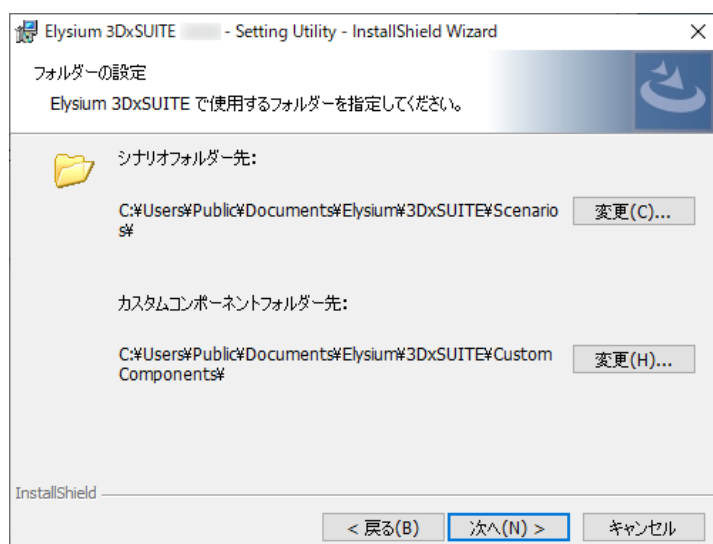 Elysium 3DxSUITE - Setting Utility - InstallShield Wizard
フォルダーの設定
Elysium 3DxSUITE で使用するフォルダーを指定してください。
シナリオフォルダー先:
C:¥Users¥Public¥Documents¥Elysium¥3DxSUITE¥Scenario
s¥
変更(C)...
カスタムコンポーネントフォルダー先:
C:¥Users¥Public¥Documents¥Elysium¥3DxSUITE¥Custom
Components¥
変更(H)...
InstallShield
< 戻る(B)
次へ(N) >
キャンセル